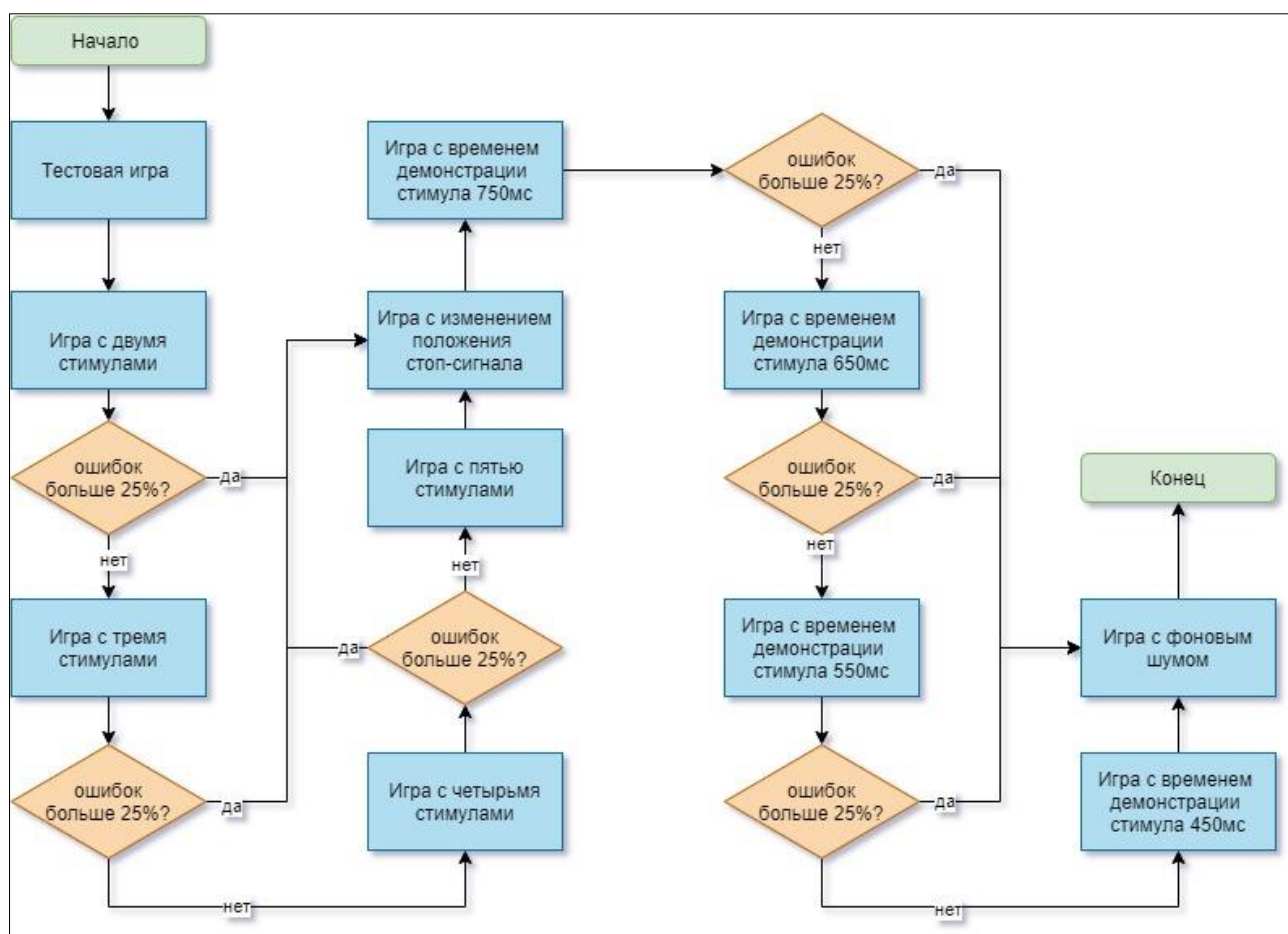 Начало
Тестовая игра
Игра с двумя
стимулами
ошибок
больше 25%?
да
нет
Игра с тремя
стимулами
ошибок
больше 25%?
да
нет
Игра с четырьмя
стимулами
ошибок
больше 25%?
да
нет
Игра с пятью
стимулами
Игра с изменением
положения
стоп-сигнала
Игра с временем
демонстрации
стимула 750мс
ошибок
больше 25%?
да
нет
Игра с временем
демонстрации
стимула 650мс
ошибок
больше 25%?
да
нет
Игра с временем
демонстрации
стимула 550мс
ошибок
больше 25%?
да
нет
Игра с временем
демонстрации
стимула 450мс
Игра с фоновым
шумом
Конец